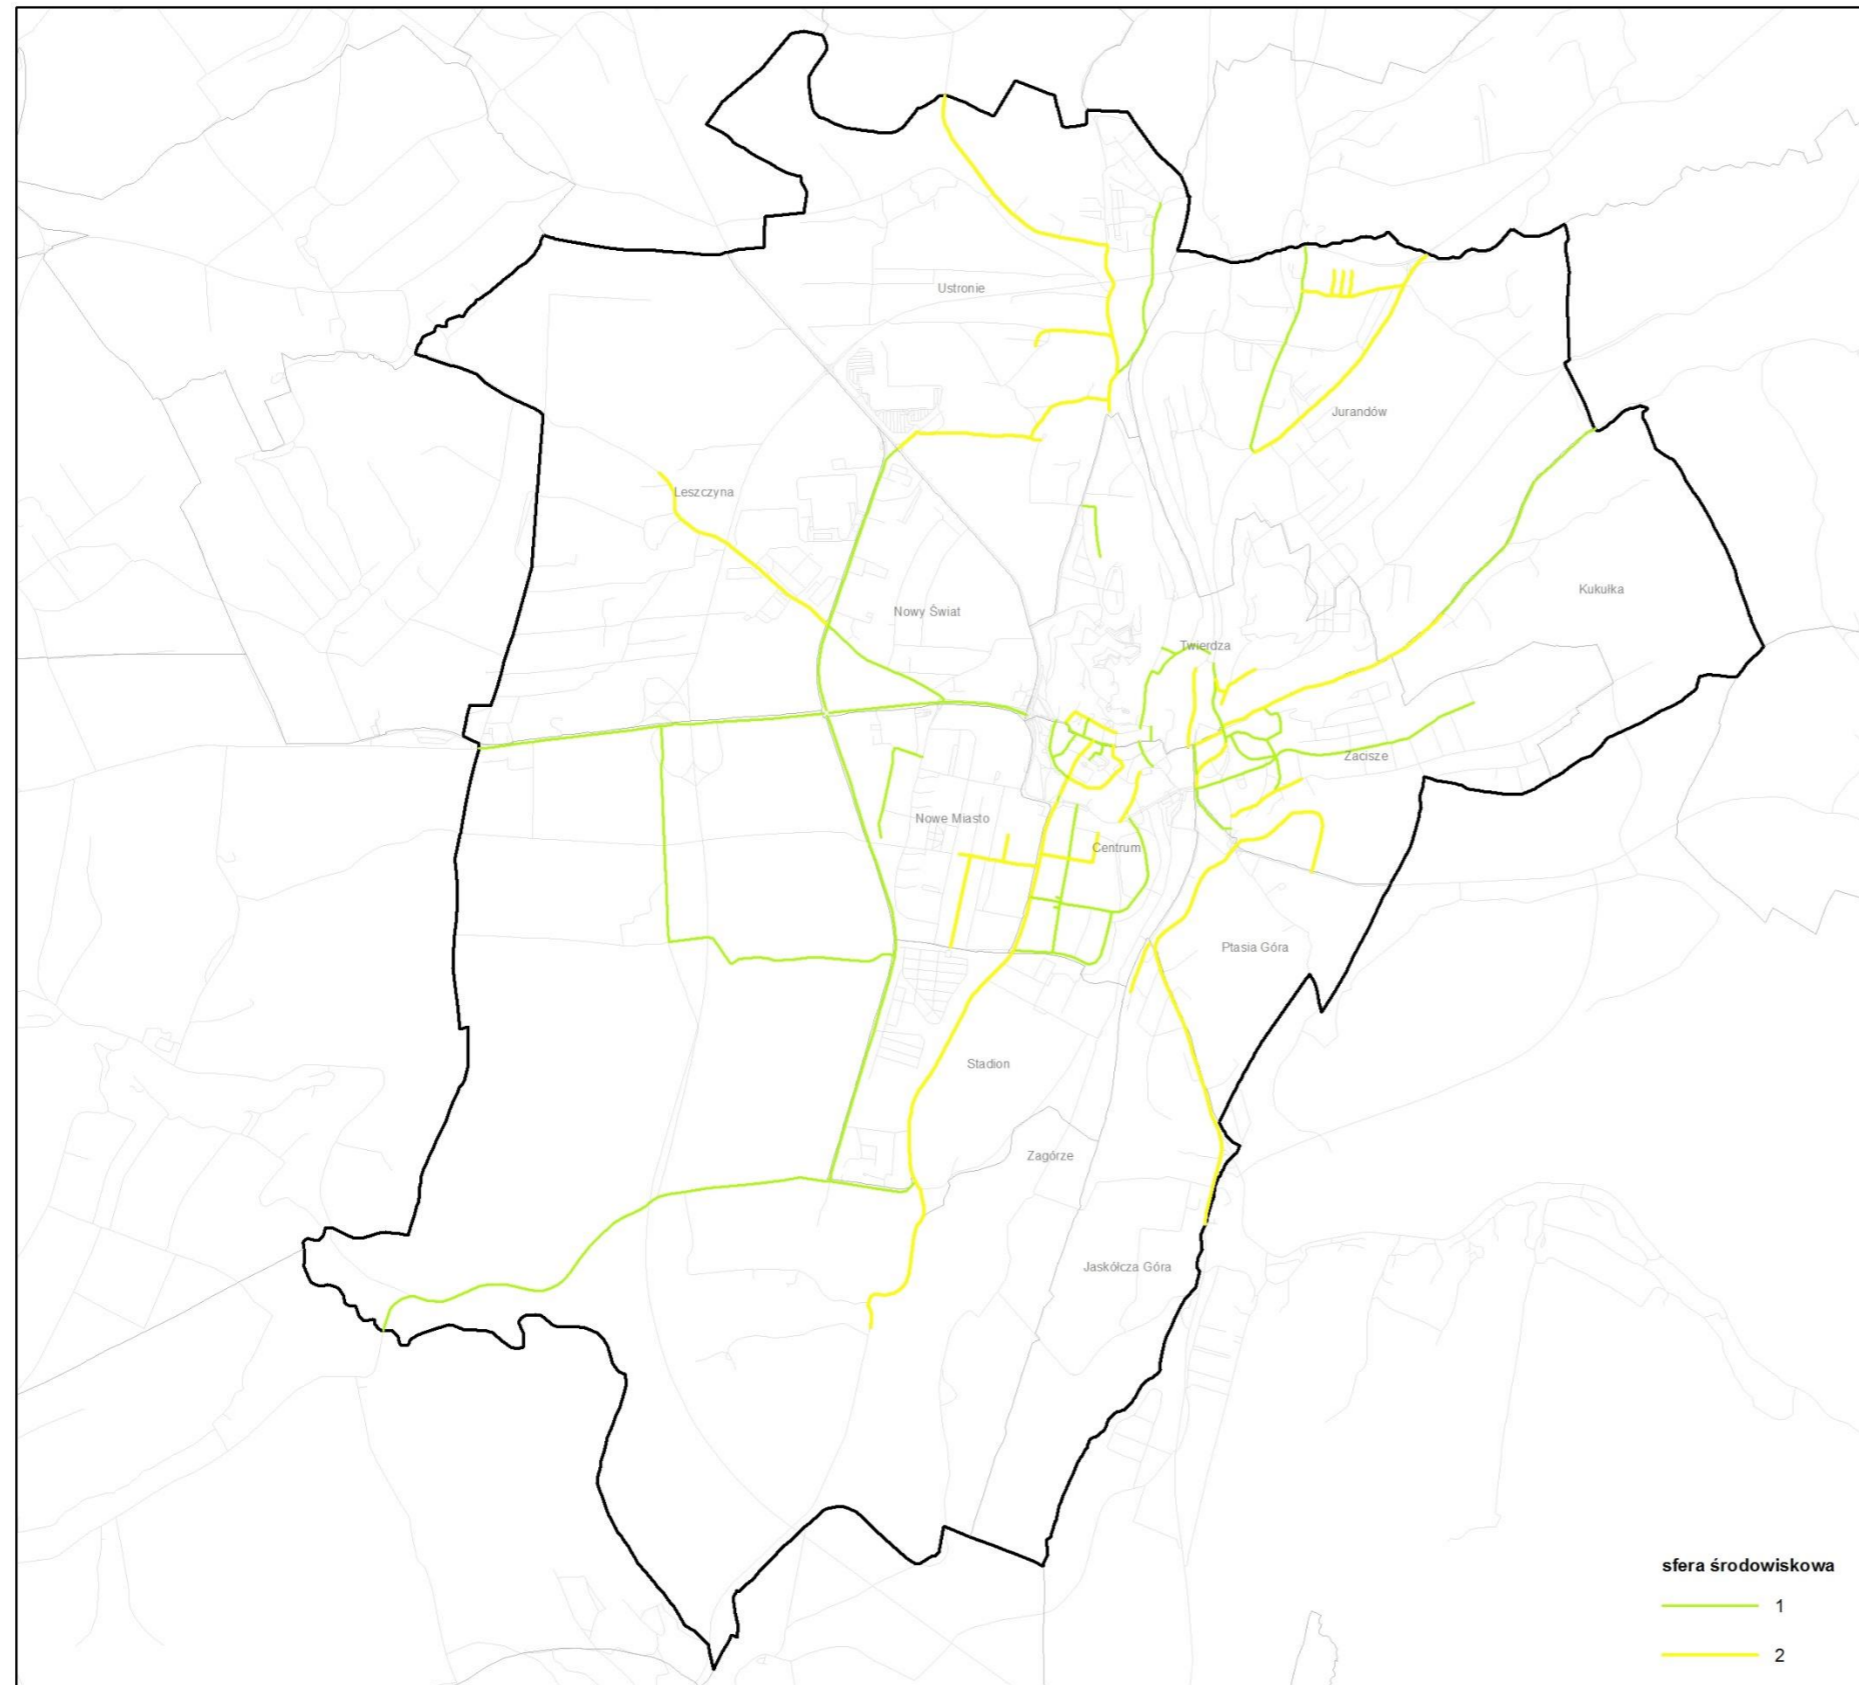 Ustronie
Jurandów
Leszczyna
Kukułka
Nowy Świat
Twierdza
Zacisze
Nowe Miasto
Centrum
Ptasia Góra
Stadion
Zagórze
Jaskółcza Góra
sfera środowiskowa
1
2